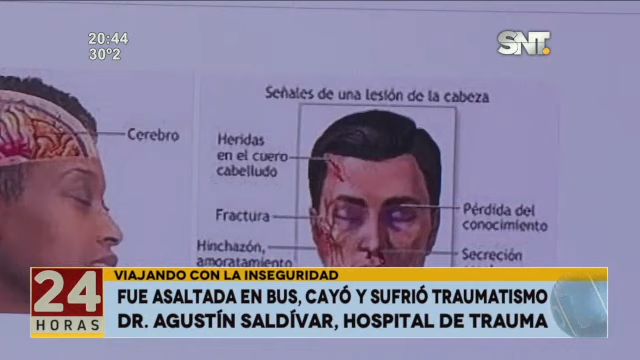 20:44
30°2
SNT.
Señales de una lesión de la cabeza
Cerebro
Heridas
en el cuero
cabelludo
Fractura
Pérdida del
conocimiento
Hinchazón,
amoratamiento
Secreción
VIAJANDO CON LA INSEGURIDAD
24
HORAS
FUE ASALTADA EN BUS, CAYÓ Y SUFRIÓ TRAUMATISMO
DR. AGUSTÍN SALDÍVAR, HOSPITAL DE TRAUMA